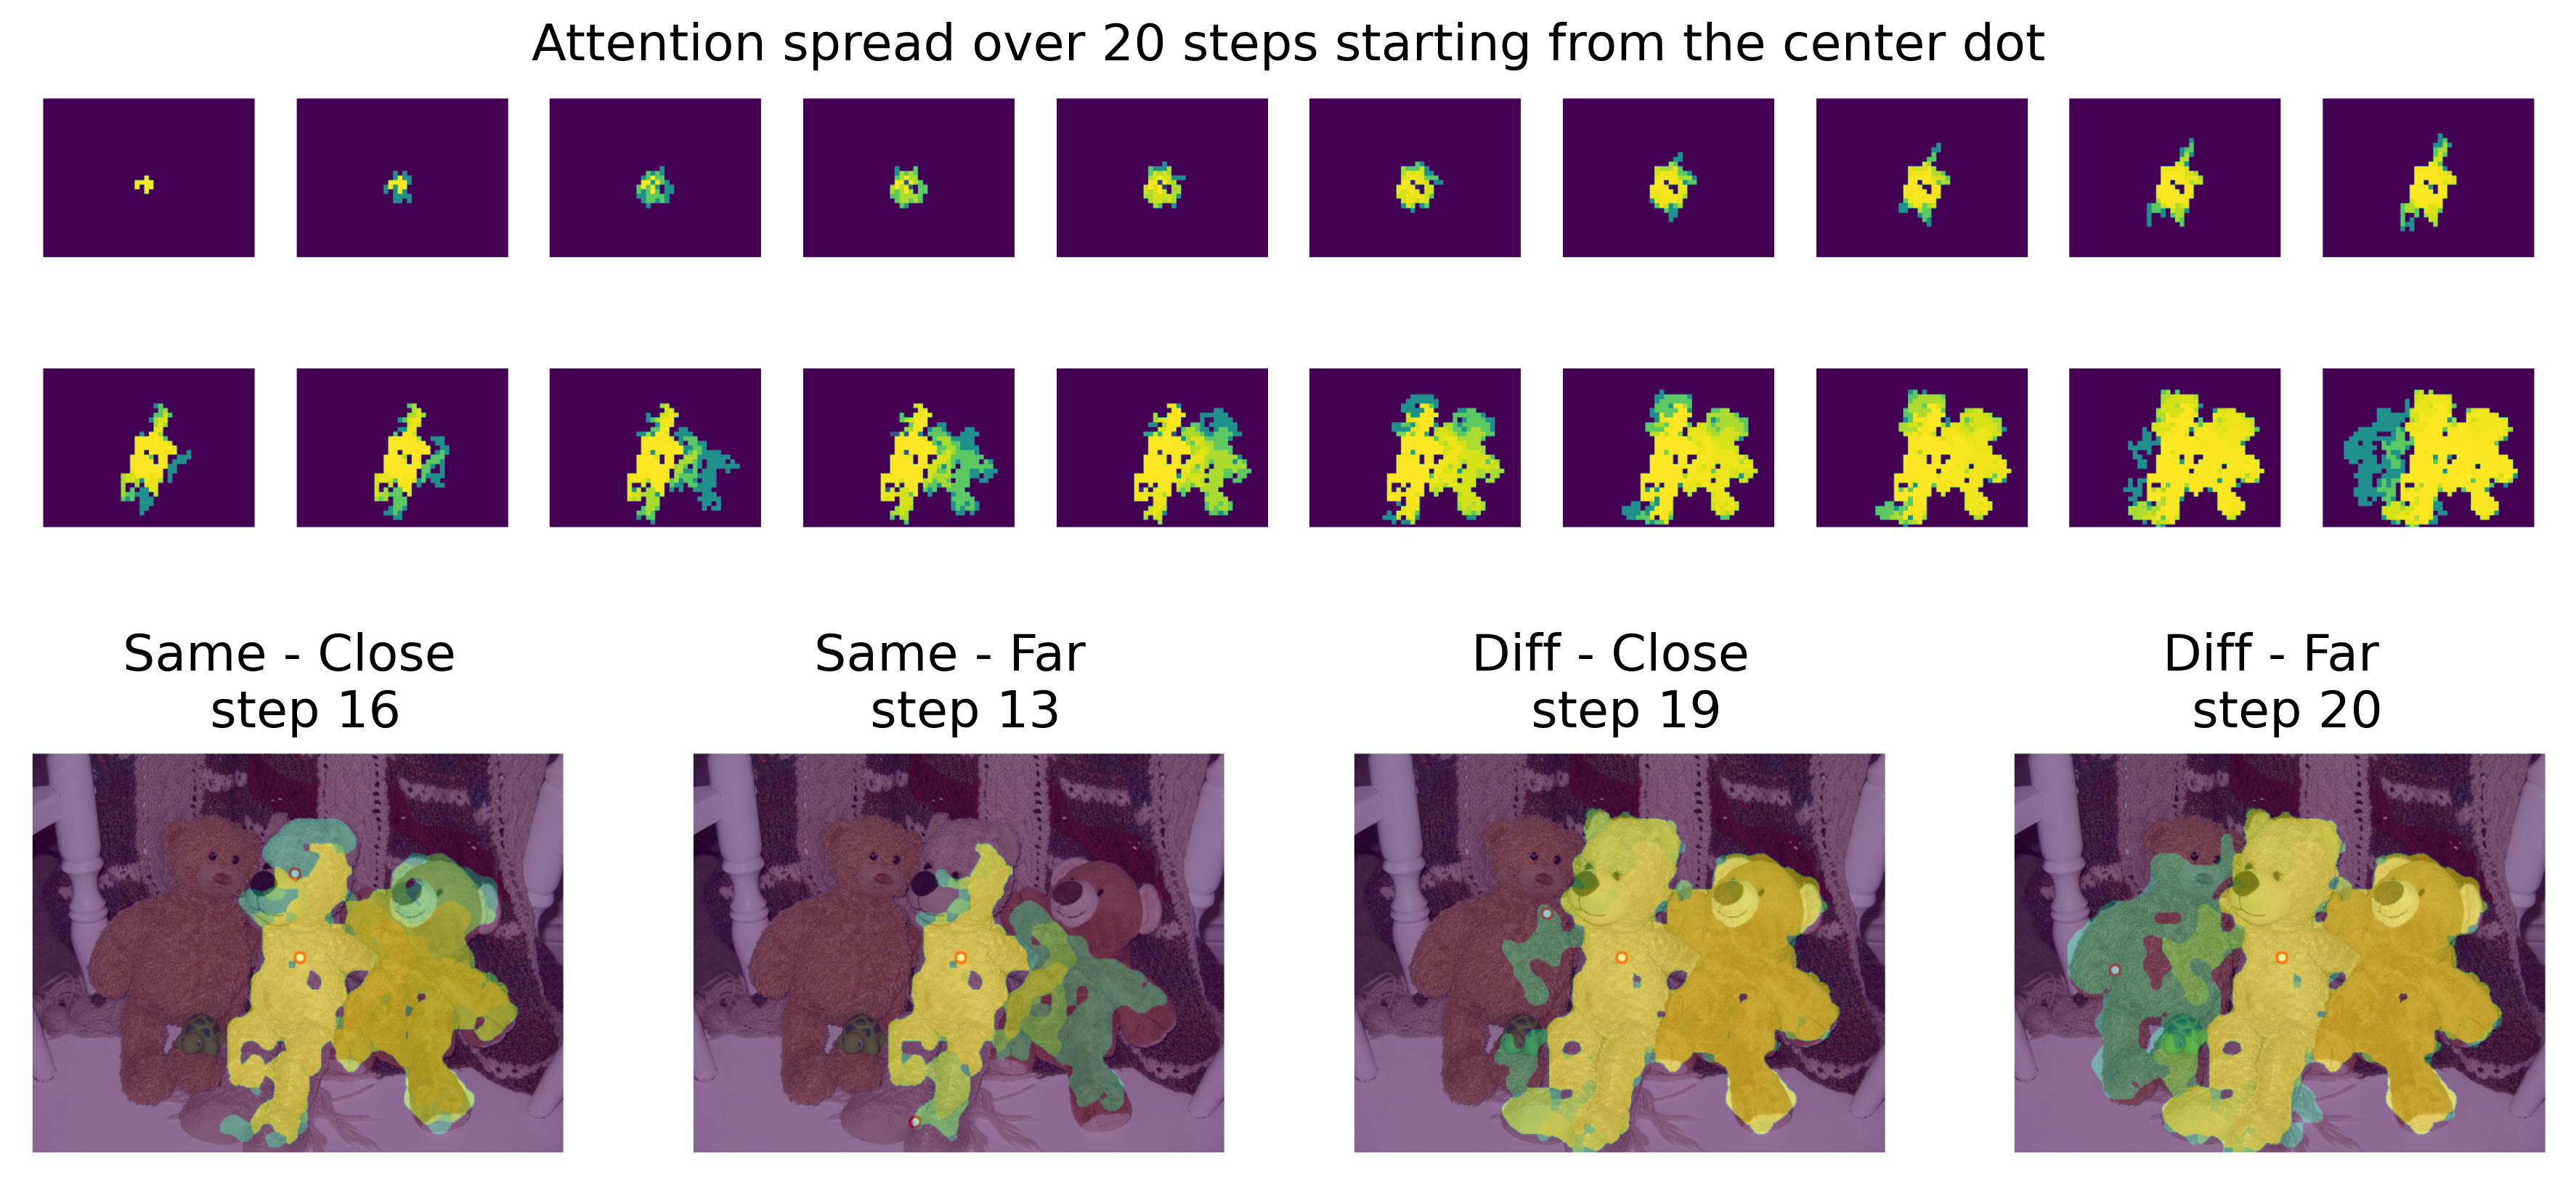 Attention spread over 20 steps starting from the center dot
Same - Close
step 16
Same - Far
step 13
Diff - Close
step 19
Diff - Far
step 20